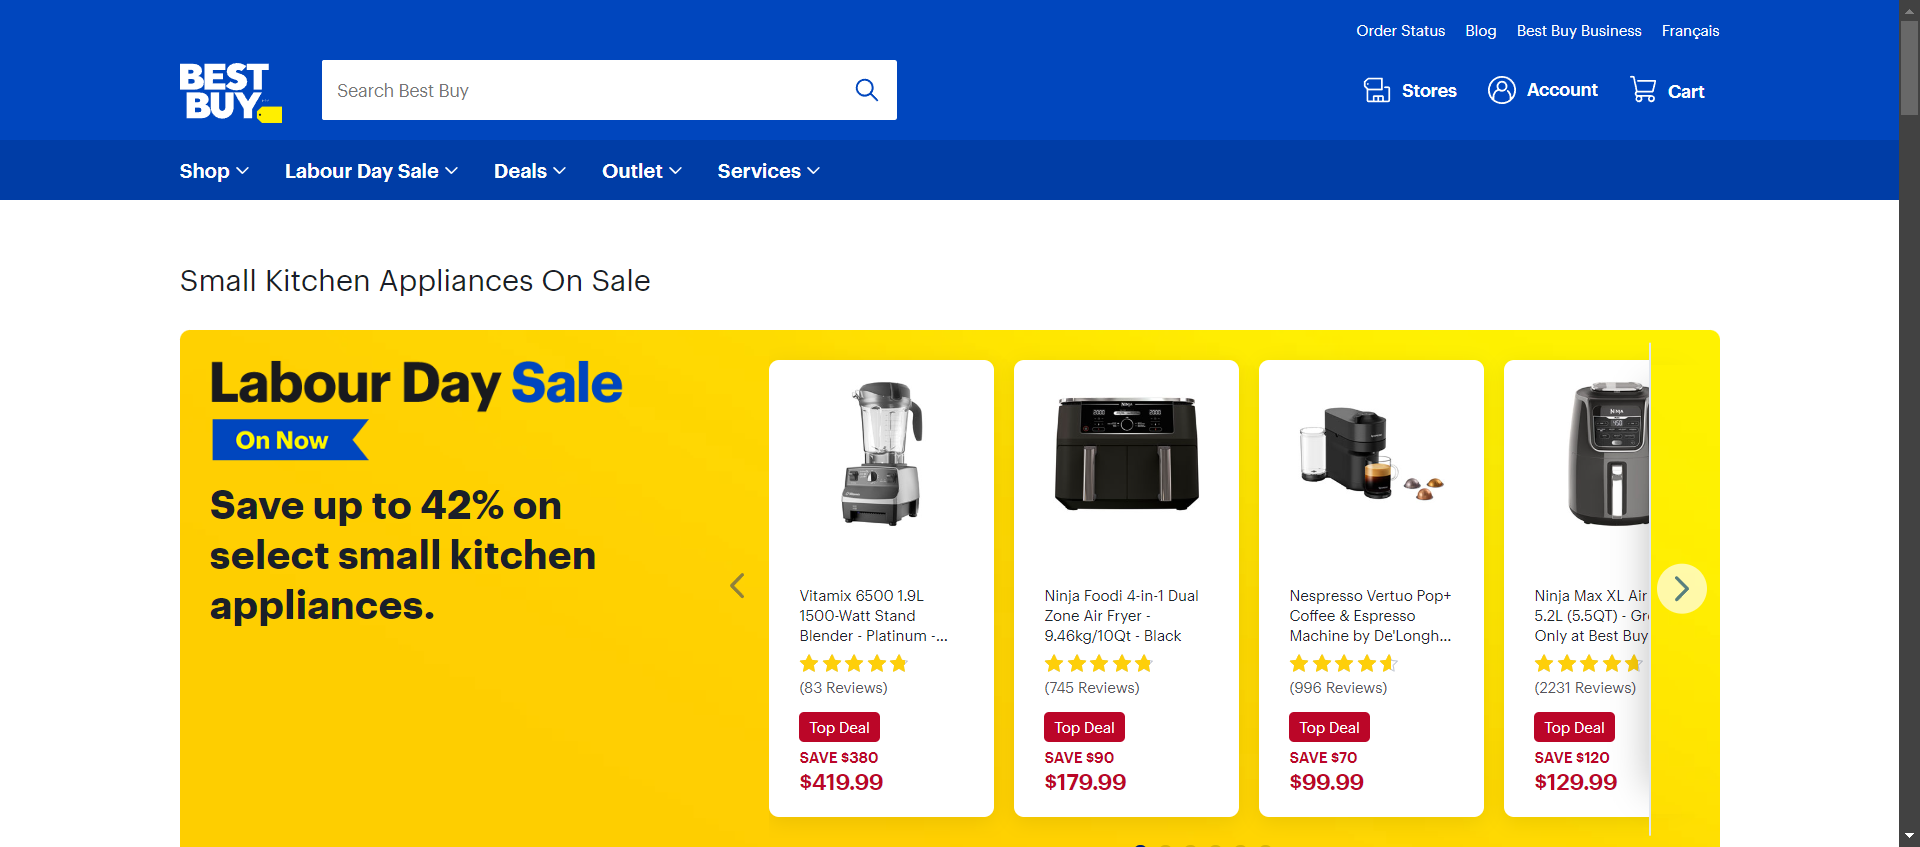 Order Status Blog Best Buy Business Français
BEST
BUY
Search Best Buy
Stores Account Cart
Shop Labour Day Sale Deals Outlet Services
Small Kitchen Appliances On Sale
Labour Day Sale
On Now
Save up to 42% on
select small kitchen
appliances.
Vitamix 6500 1.9L
1500-Watt Stand
Blender - Platinum -...
(83 Reviews)
Top Deal
SAVE $380
$419.99
Ninja Foodi 4-in-1 Dual
Zone Air Fryer -
9.46kg/10Qt - Black
(745 Reviews)
Top Deal
SAVE $90
$179.99
Nespresso Vertuo Pop+
Coffee & Espresso
Machine by De'Longh...
(996 Reviews)
Top Deal
SAVE $70
$99.99
Ninja Max XL Air
5.2L (5.5QT) - Gr
Only at Best Buy
(2231 Reviews)
Top Deal
SAVE $120
$129.99